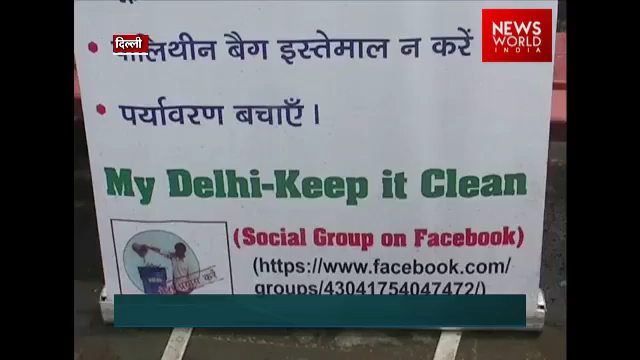 दिल्ली
NEWS
WORLD
INDIA
बैग इस्तेमाल न करें
पर्यावरण बचाएँ ।
My Delhi-Keep it Clean
(Social Group on Facebook)
(https://www.facebook.com/
groups/43041754047472/)